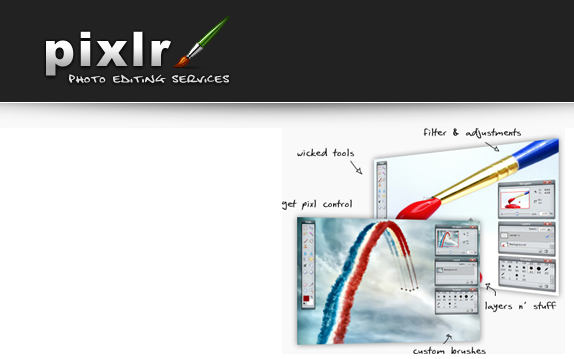 pixlr
PHOTO EDITING SERVICES
filter & adjustments
wicked tools
get pixl control
layers n' stuff
custom brushes